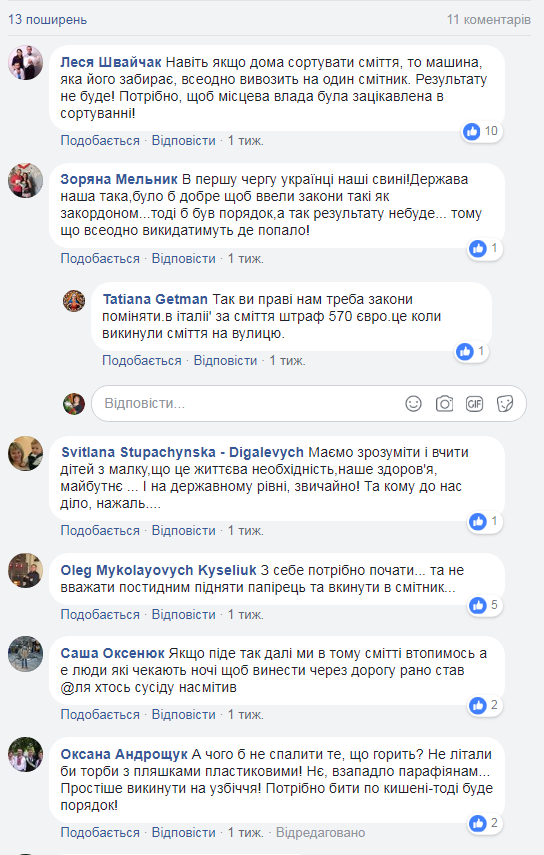 13 поширень
11 коментарів
Леся Швайчак Навіть якщо дома сортувати сміття, то машина,
яка його забирає, всеодно вивозить на один смітник. Результату
не буде! Потрібно, щоб місцева влада була зацікавлена в
сортуванні!
10
Подобається · Відповісти · 1 тиж.
Зоряна Мельник В першу чергу українці наші свині!Держава
наша така,було б добре щоб ввели закони такі як
закордоном...тоді б був порядок,а так результату небуде... тому
що всеодно викидатимуть де попало!
1
Подобається · Відповісти · 1 тиж.
Tatiana Getman Так ви праві нам треба закони
поміняти.в італіі' за сміття штраф 570 євро.це коли
викинули сміття на вулицю.
1
Подобається · Відповісти · 1 тиж.
Відповісти...
GIF
Svitlana Stupachynska - Digalevych Маємо зрозуміти і вчити
дітей з малку,що це життєва необхідність,наше здоров'я,
майбутнє ... І на державному рівні, звичайно! Та кому до нас
діло, нажаль....
1
Подобається · Відповісти · 1 тиж.
Oleg Mykolayovych Kyseliuk З себе потрібно почати... та не
вважати постидним підняти папірець та вкинути в смітник...
5
Подобається · Відповісти · 1 тиж.
Саша Оксенюк Якщо піде так далі ми в тому смітті втопимось а
е люди які чекають ночі щоб винести через дорогу рано став
@ля хтось сусіду насмітив
2
Подобається · Відповісти · 1 тиж.
Оксана Андрощук А чого б не спалити те, що горить? Не літали
би торби з пляшками пластиковими! Нє, взападло парафіянам...
Простіше викинути на узбіччя! Потрібно бити по кишені-тоді буде
порядок!
2
Подобається · Відповісти · 1 тиж. · Відредаговано